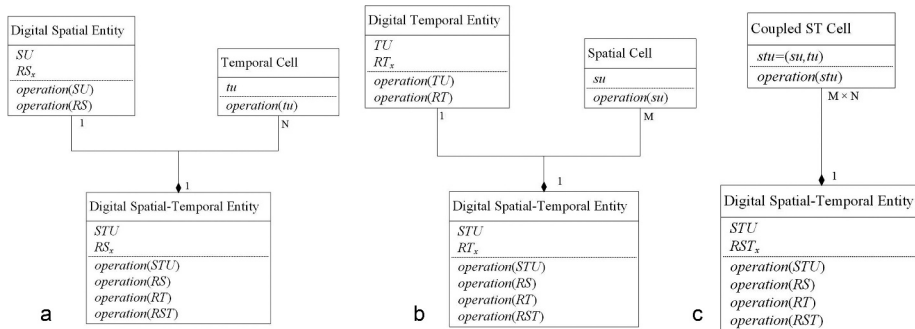 Digital Spatial Entity
SU
RSₓ
operation(SU)
operation(RS)
1
Temporal Cell
tu
operation(tu)
N
1
Digital Spatial-Temporal Entity
STU
RSₓ
operation(STU)
operation(RS)
operation(RT)
operation(RST)
a
Digital Temporal Entity
TU
RTₓ
operation(TU)
operation(RT)
1
Spatial Cell
su
operation(su)
M
1
Digital Spatial-Temporal Entity
STU
RTₓ
operation(STU)
operation(RS)
operation(RT)
operation(RST)
b
Coupled ST Cell
stu=(su,tu)
operation(stu)
M × N
1
Digital Spatial-Temporal Entity
STU
RSTₓ
operation(STU)
operation(RS)
operation(RT)
operation(RST)
c